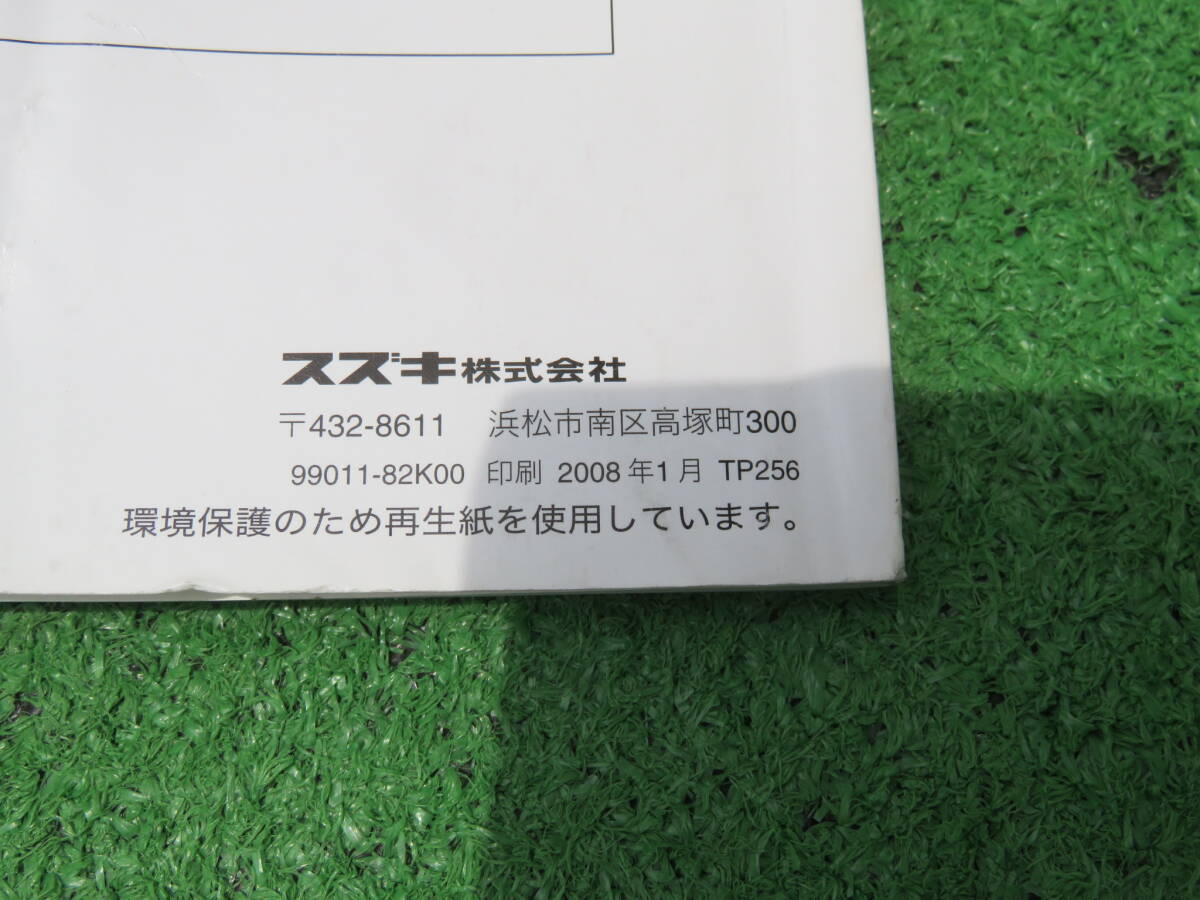 スズキ株式会社
〒432-8611 浜松市南区高塚町300
99011-82K00 印刷 2008年1月 TP256
環境保護のため再生紙を使用しています。